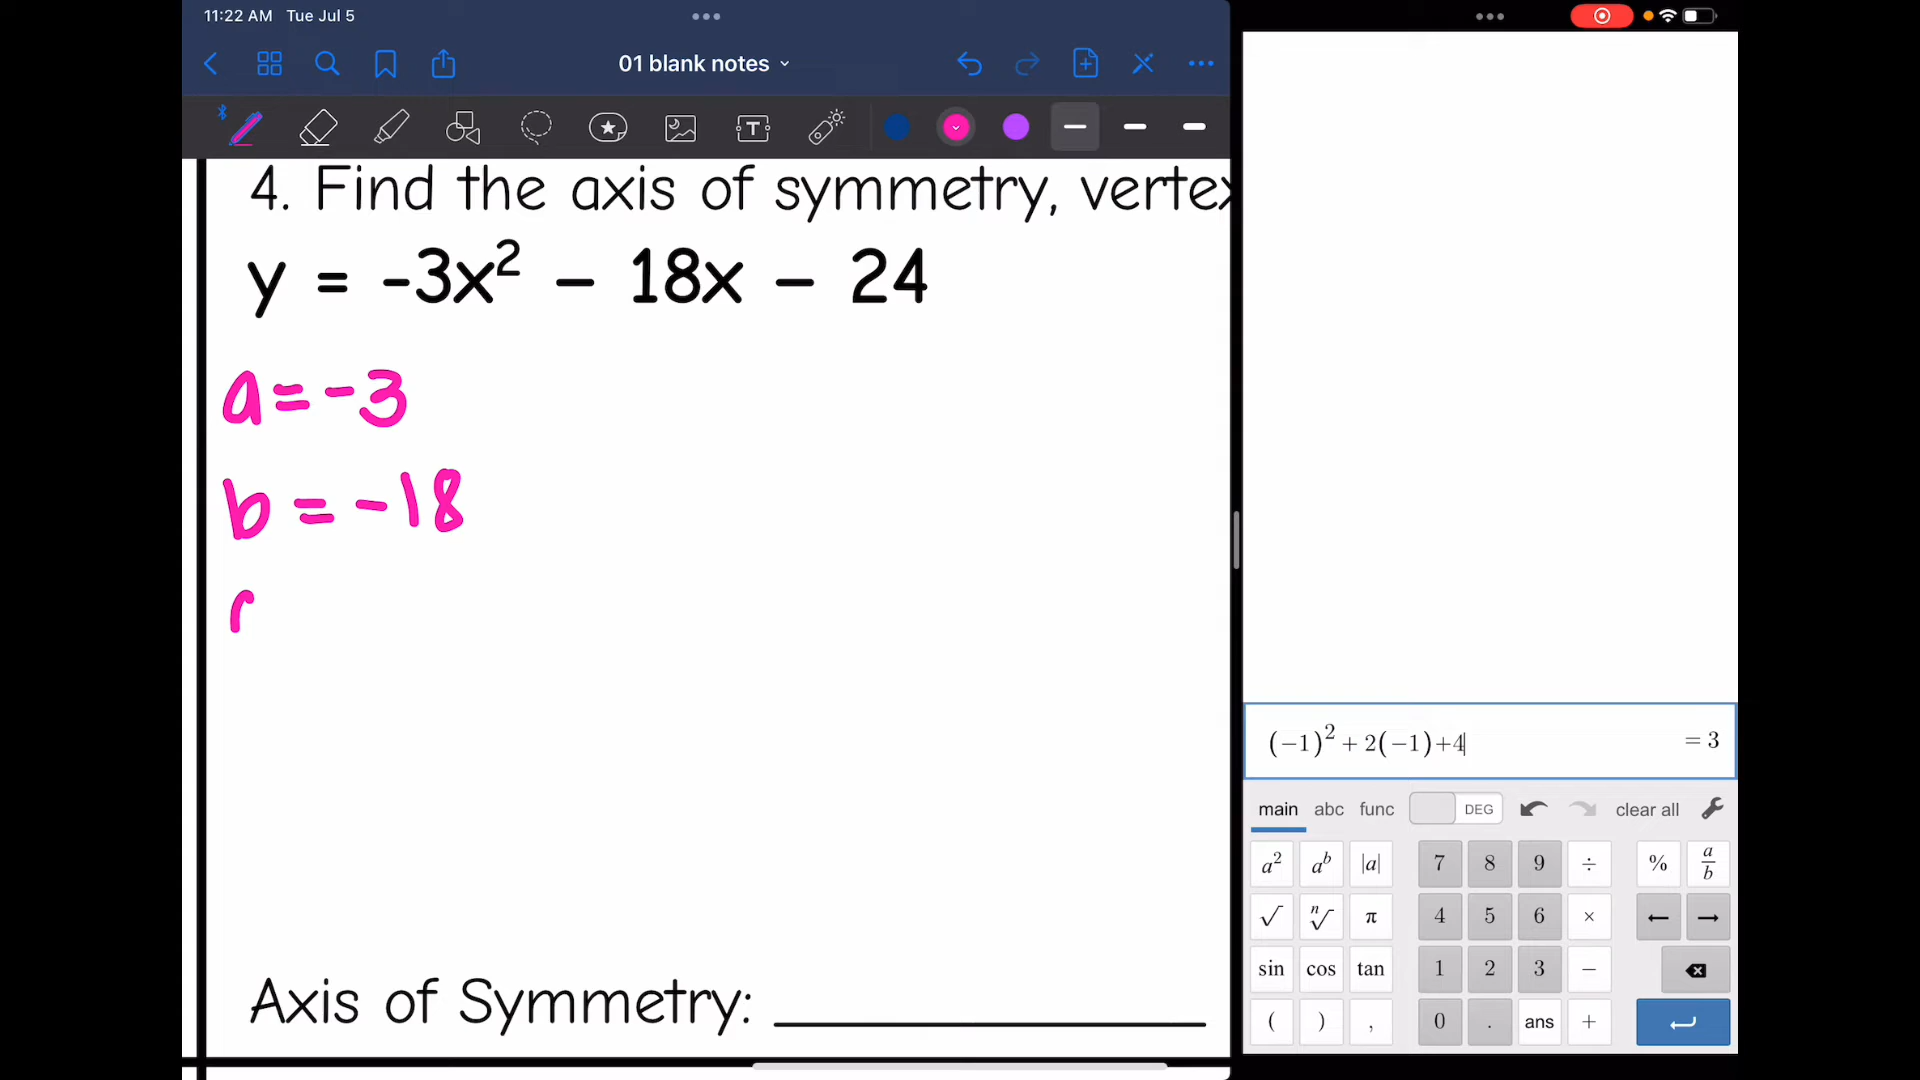 11:22 AM Tue Jul 5
01 blank notes
4. Find the axis of symmetry, vertex
y = -3x² – 18x – 24
a = -3
b = -18
Axis of Symmetry: ____________
(−1)² + 2(−1)+4 = 3
main abc func DEG clear all
a² aᵇ |a| 7 8 9 ÷ % a/b
√ ⁿ√ π 4 5 6 × ← →
sin cos tan 1 2 3 −
( ) , 0 . ans +